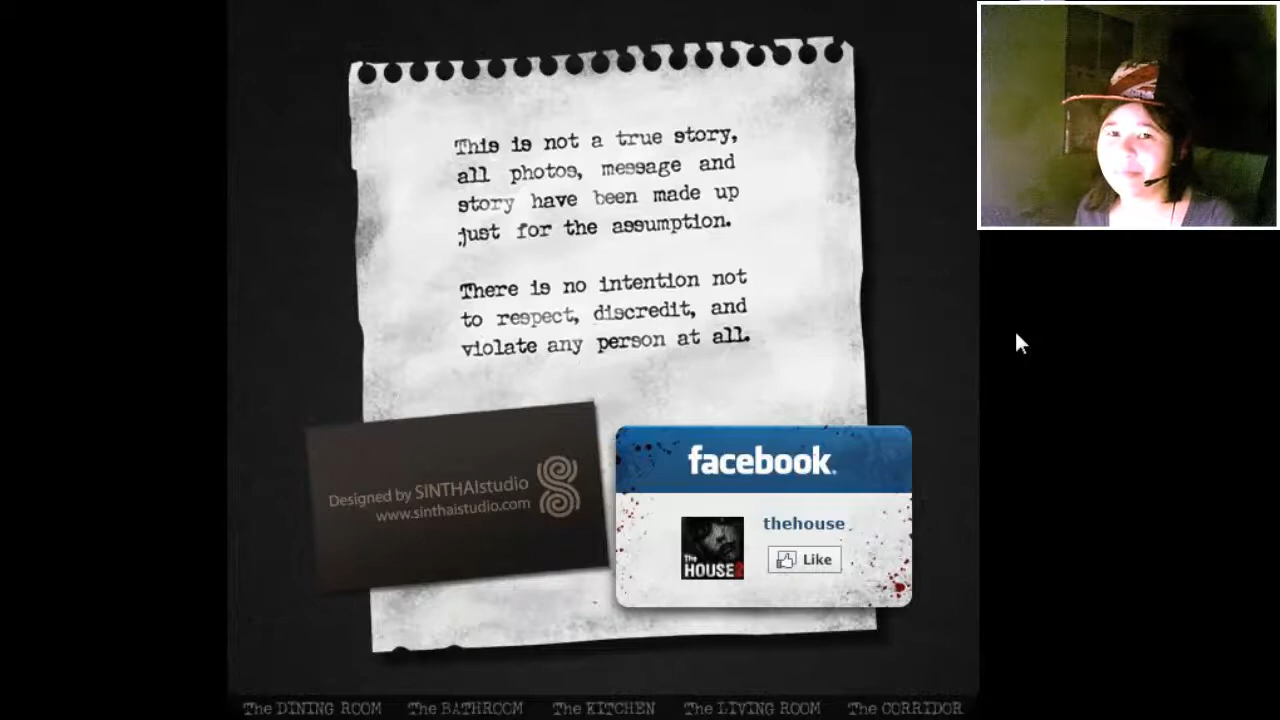 This is not a true story,
all photos, message and
story have been made up
just for the assumption.
There is no intention not
to respect, discredit, and
violate any person at all.
Designed by SINTHAIstudio
www.sinthaistudio.com
facebook.
thehouse
The
HOUSE2
Like
The DINING ROOM The BATHROOM The KITCHEN The LIVING ROOM The CORRIDOR